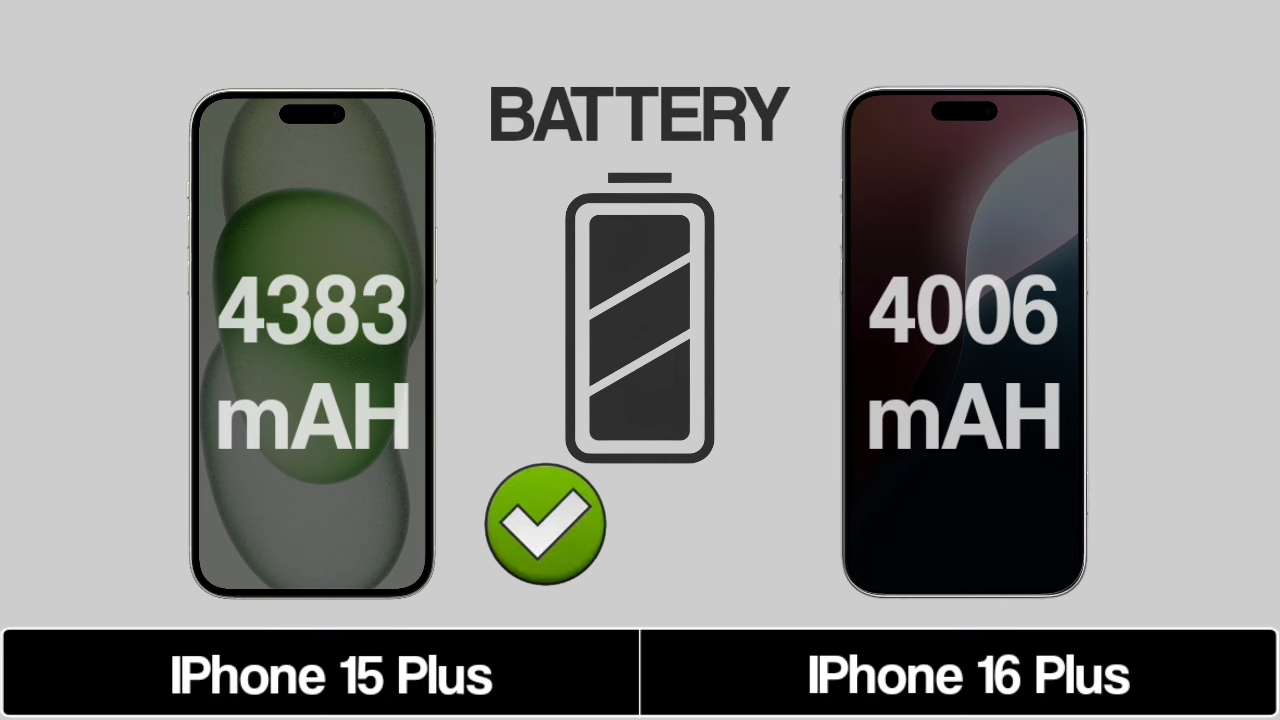 BATTERY
4383
mAH
4006
mAH
IPhone 15 Plus
IPhone 16 Plus